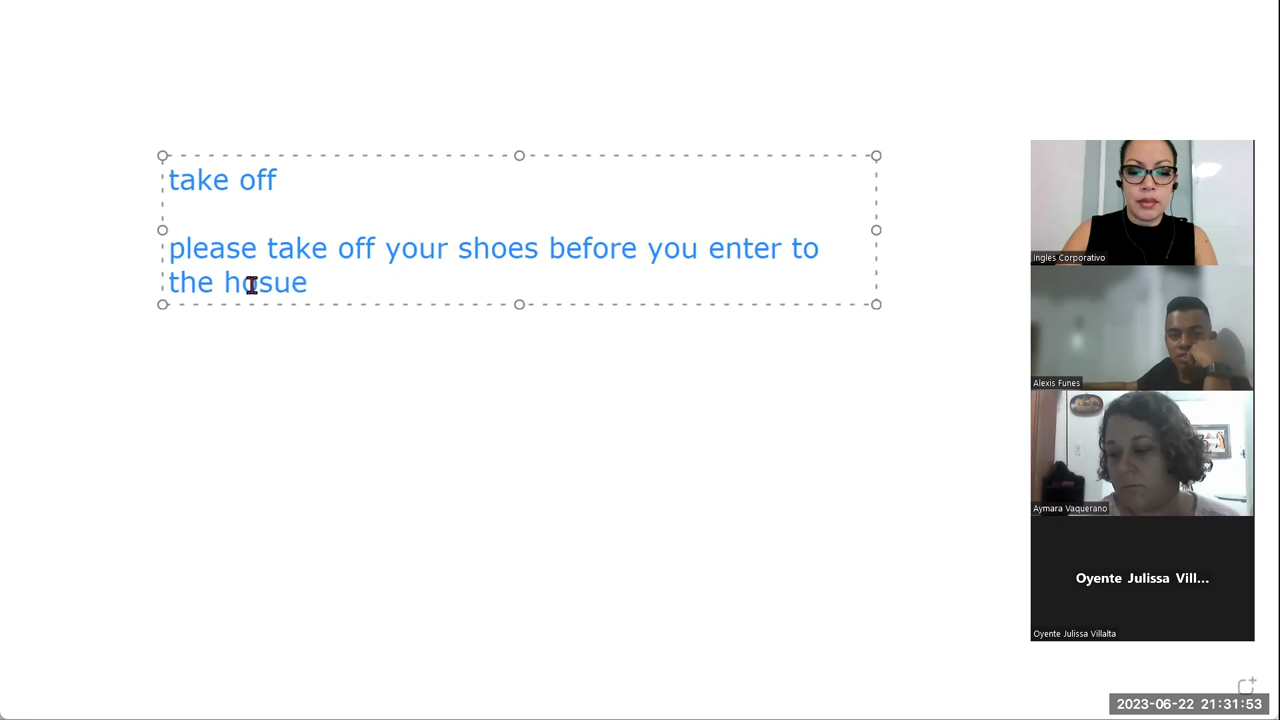 take off
please take off your shoes before you enter to
the hosue
Ingles Corporativo
Alexis Funes
Aymara Vaquerano
Oyente Julissa Vill...
Oyente Julissa Villalta
2023-06-22 21:31:53